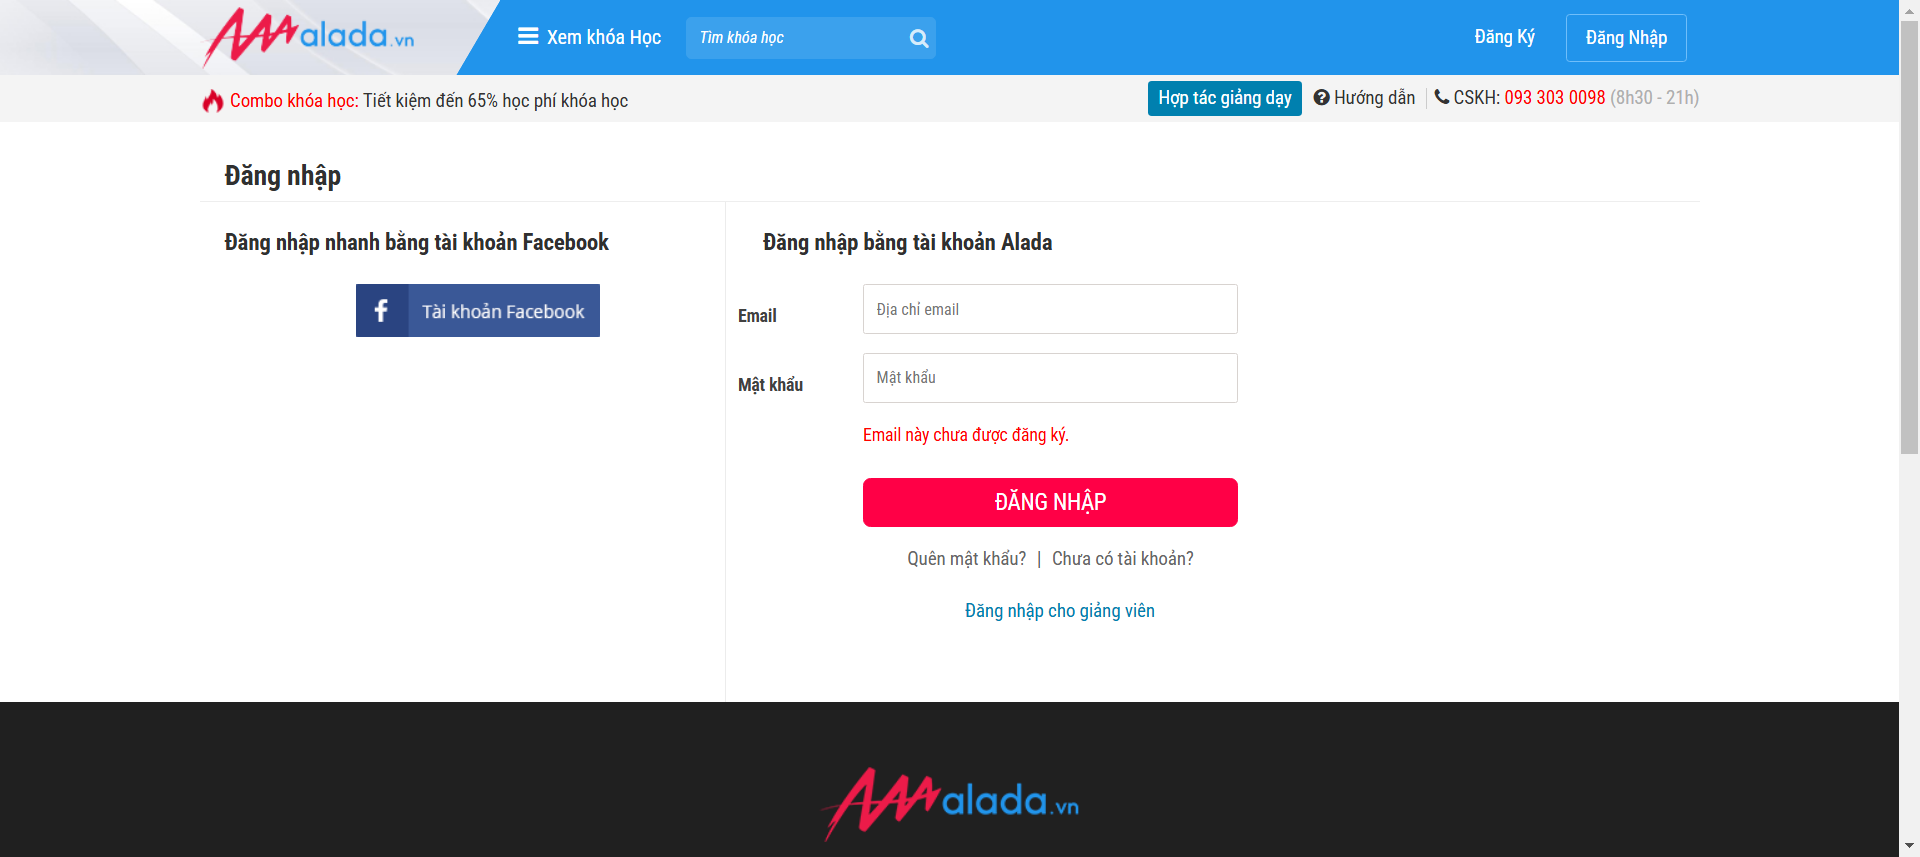 alada.vn
Xem khóa Học
Tìm khóa học
Đăng Ký
Đăng Nhập
Combo khóa học: Tiết kiệm đến 65% học phí khóa học
Hợp tác giảng dạy
Hướng dẫn
CSKH: 093 303 0098 (8h30 - 21h)
Đăng nhập
Đăng nhập nhanh bằng tài khoản Facebook
Tài khoản Facebook
Đăng nhập bằng tài khoản Alada
Email
Địa chỉ email
Mật khẩu
Mật khẩu
Email này chưa được đăng ký.
ĐĂNG NHẬP
Quên mật khẩu? | Chưa có tài khoản?
Đăng nhập cho giảng viên
alada.vn